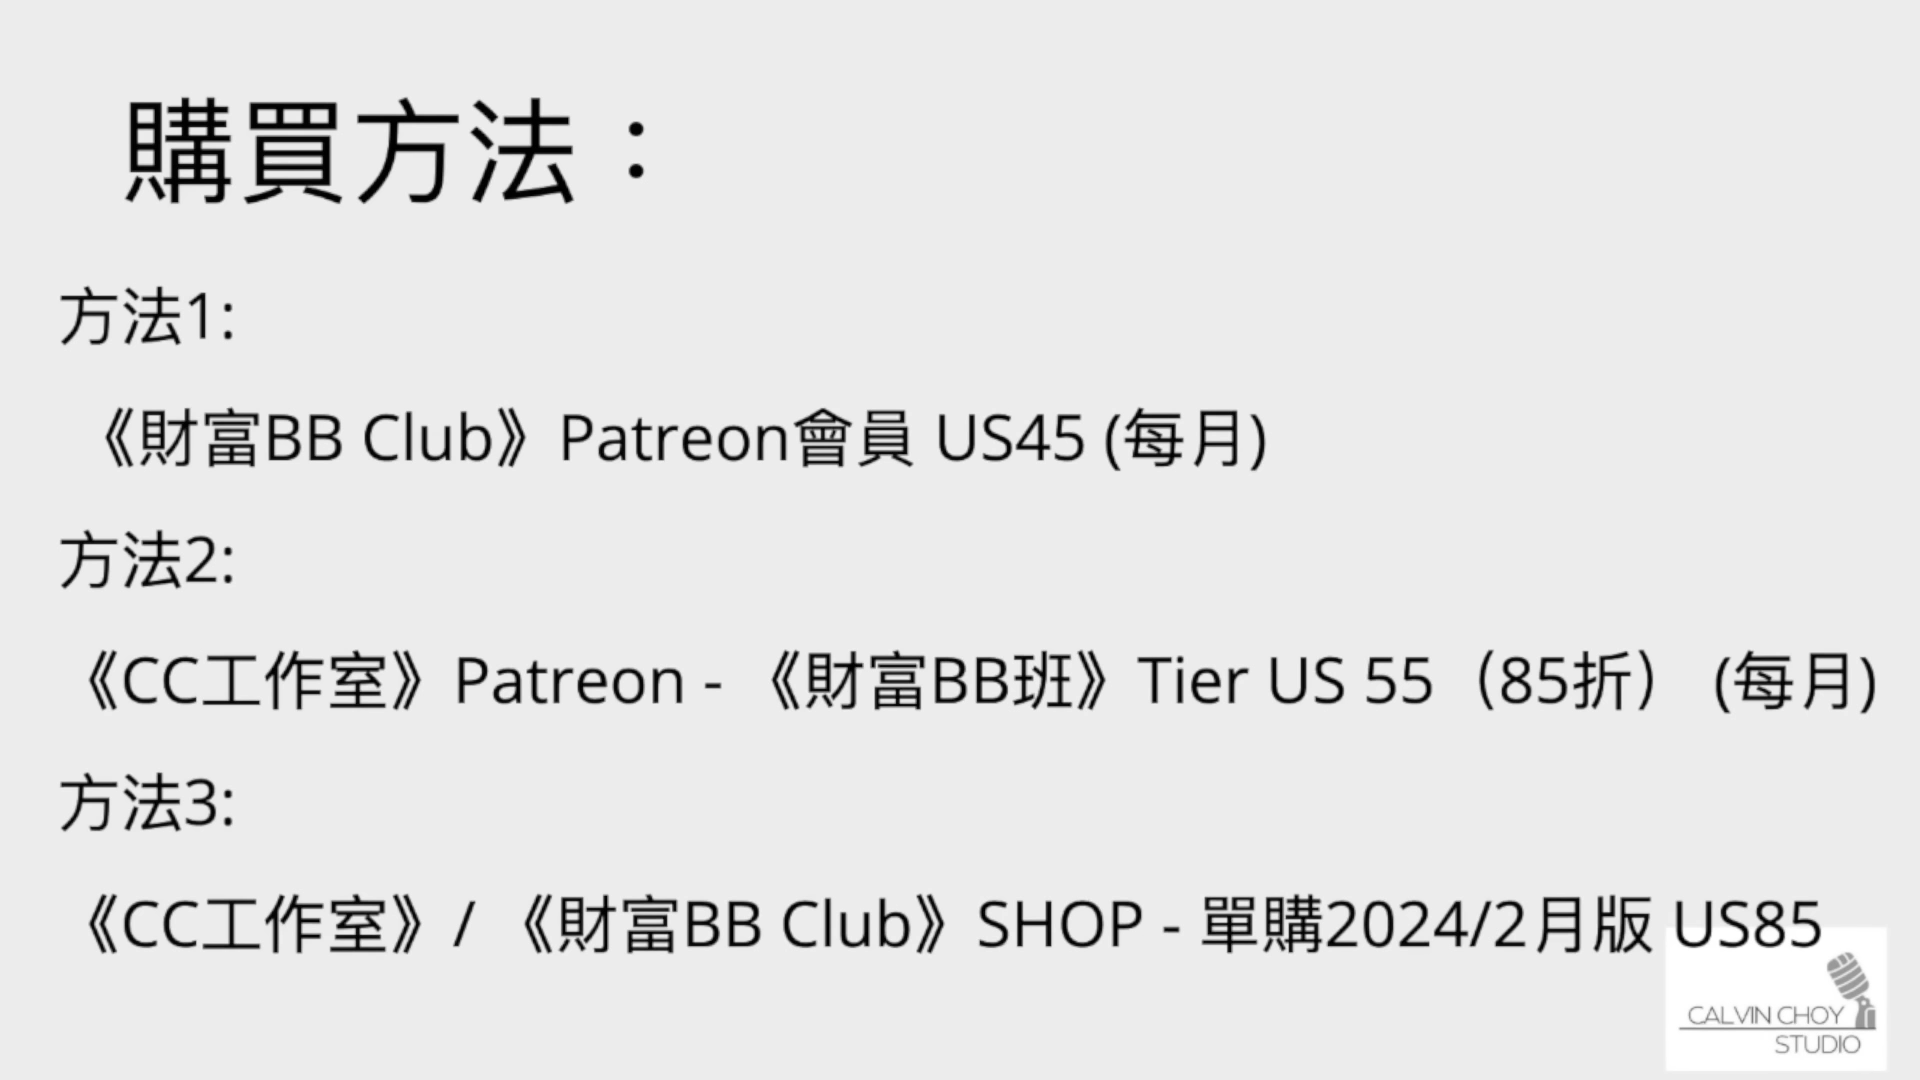 購買方法：
方法1:
《財富BB Club》Patreon會員 US45 (每月)
方法2:
《CC工作室》Patreon - 《財富BB班》Tier US 55（85折） (每月)
方法3:
《CC工作室》/ 《財富BB Club》SHOP - 單購2024/2月版 US85
CALVIN CHOY
STUDIO